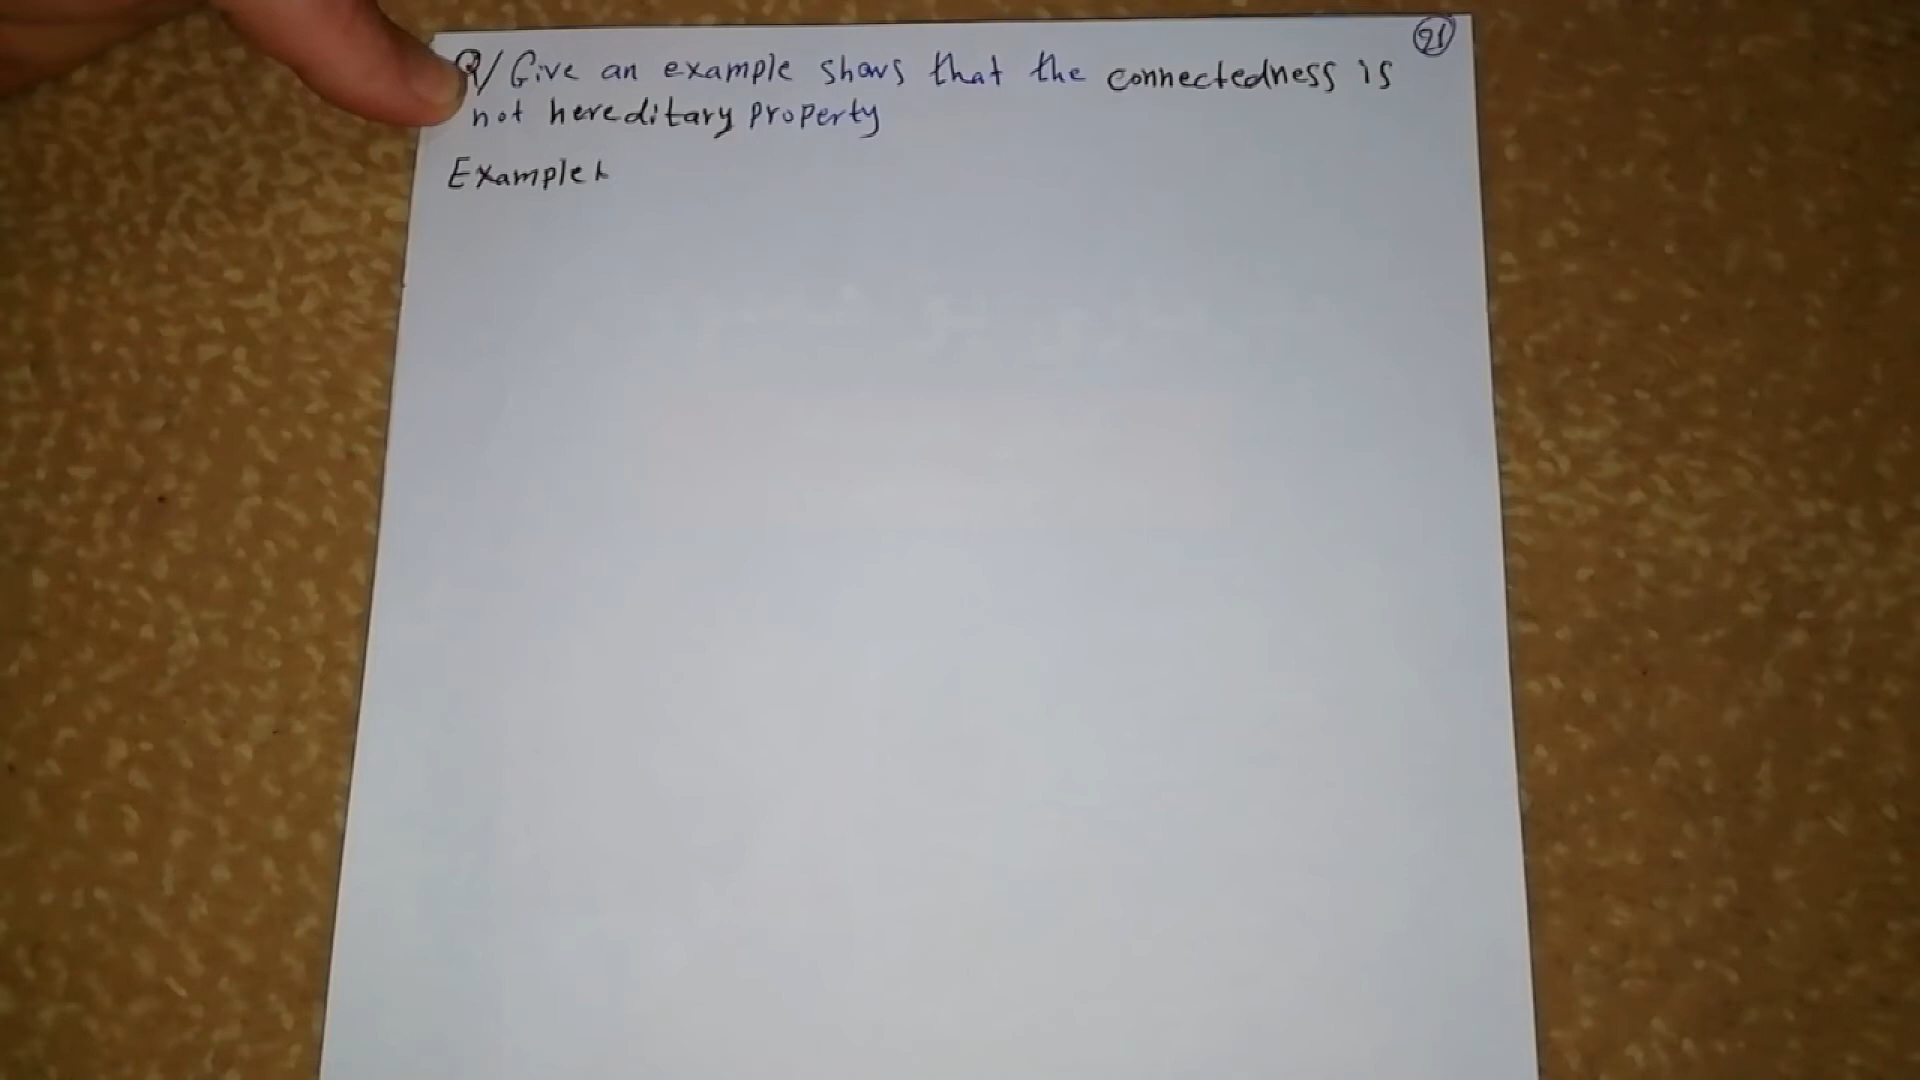 21
Q/ Give an example shows that the connectedness is
not hereditary property
Example: